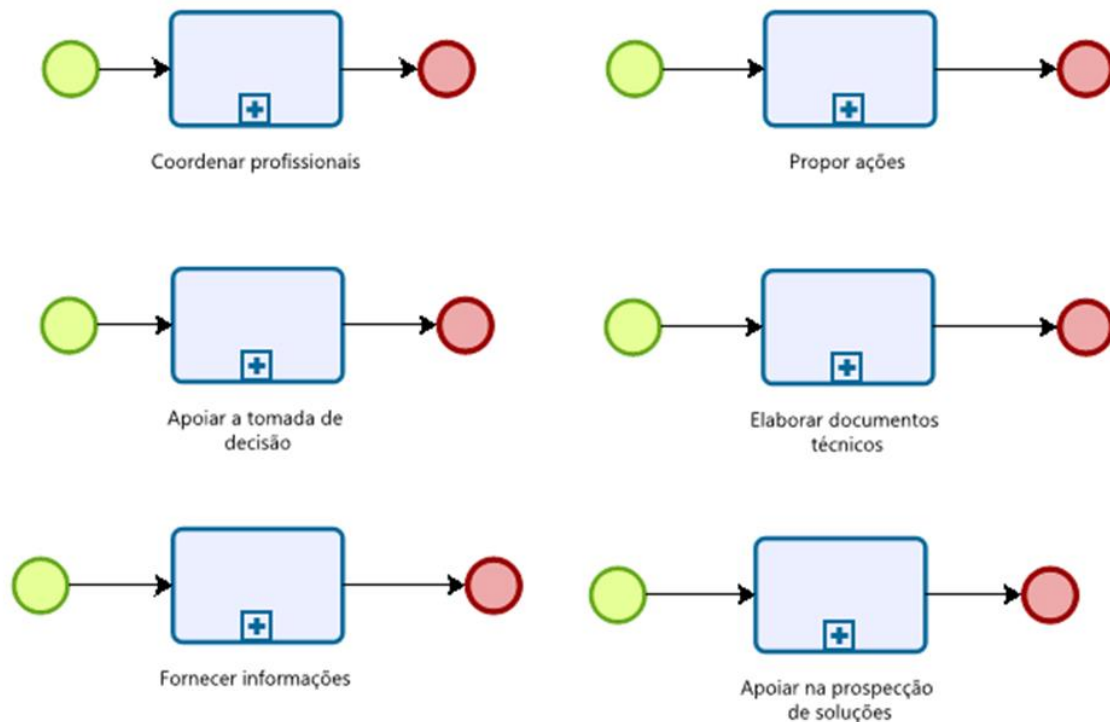 Coordenar profissionais
Propor ações
Apoiar a tomada de
decisão
Elaborar documentos
técnicos
Fornecer informações
Apoiar na prospecção
de soluções